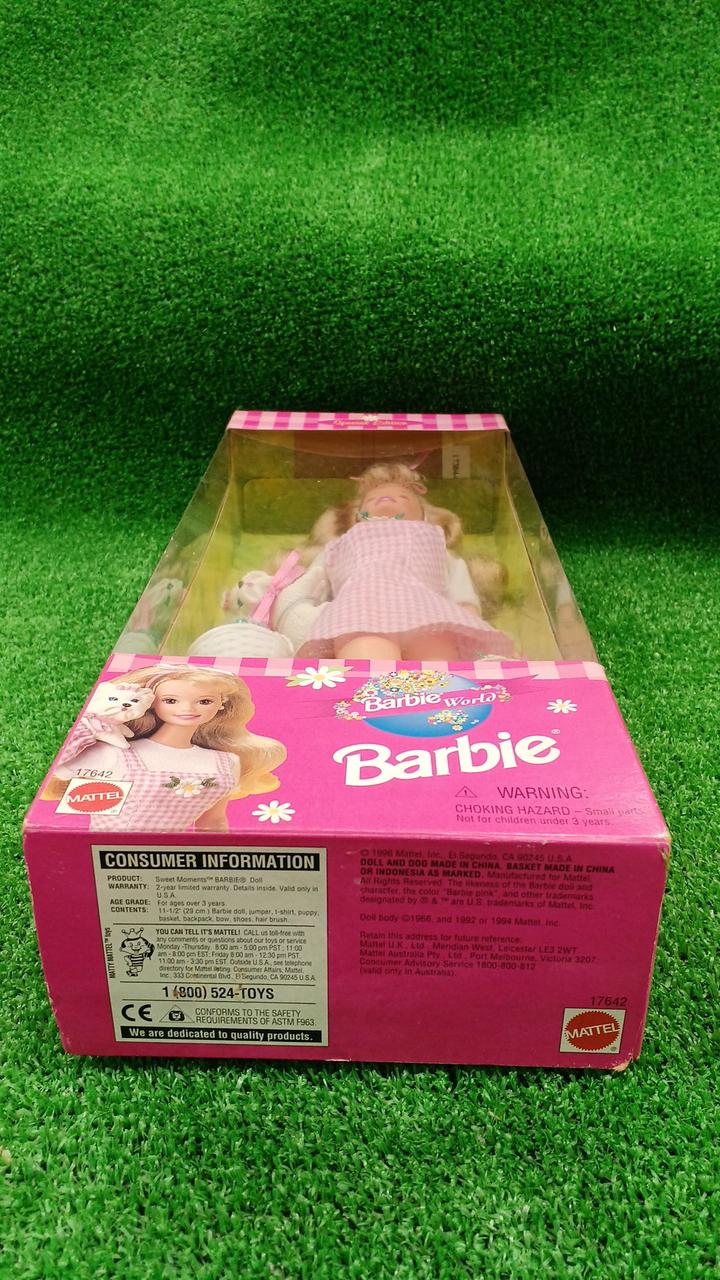 Special Edition
Barbie World
Barbie®
17642
MATTEL
WARNING:
CHOKING HAZARD – Small parts.
Not for children under 3 years.
CONSUMER INFORMATION
PRODUCT: Sweet Moments™ BARBIE® Doll
WARRANTY: 2-year limited warranty. Details inside. Valid only in
U.S.A.
AGE GRADE: For ages over 3 years.
CONTENTS: 11-1/2" (29 cm) Barbie doll, jumper, t-shirt, puppy,
basket, backpack, bow, shoes, hair brush.
MATTY MATTEL™ toys
YOU CAN TELL IT'S MATTEL! CALL us toll-free with
any comments or questions about our toys or service
Monday -Thursday, 8:00 am - 5:00 pm PST; 11:00
am - 8:00 pm EST; Friday 8:00 am - 12:30 pm PST,
11:00 am - 3:30 pm EST. Outside U.S.A., see telephone
directory for Mattel listing. Consumer Affairs, Mattel,
Inc., 333 Continental Blvd., El Segundo, CA 90245 U.S.A.
1 (800) 524-TOYS
CE
CONFORMS TO THE SAFETY
REQUIREMENTS OF ASTM F963.
We are dedicated to quality products.
© 1996 Mattel, Inc., El Segundo, CA 90245 U.S.A.
DOLL AND DOG MADE IN CHINA. BASKET MADE IN CHINA
OR INDONESIA AS MARKED. Manufactured for Mattel.
All Rights Reserved. The likeness of the Barbie doll and
character, the color "Barbie pink", and other trademarks
designated by ® & ™ are U.S. trademarks of Mattel, Inc.
Doll body ©1966, and 1992 or 1994 Mattel, Inc.
Retain this address for future reference:
Mattel U.K., Ltd., Meridian West, Leicester LE3 2WT.
Mattel Australia Pty., Ltd., Port Melbourne, Victoria 3207.
Consumer Advisory Service 1800-800-812
(valid only in Australia).
17642
MATTEL